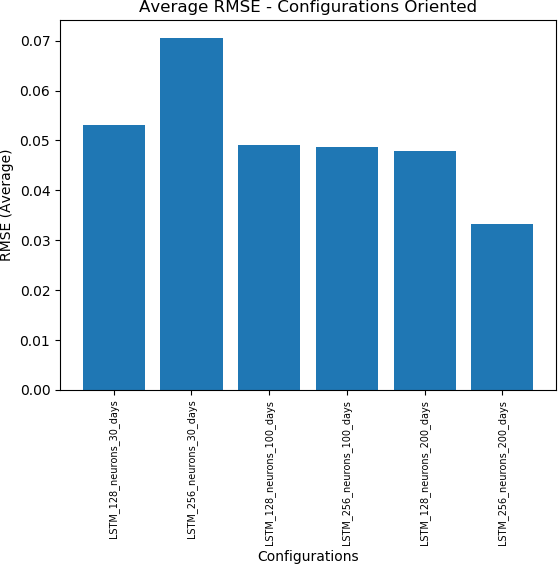 Average RMSE - Configurations Oriented
RMSE (Average)
0.07
0.06
0.05
0.04
0.03
0.02
0.01
0.00
LSTM_128_neurons_30_days
LSTM_256_neurons_30_days
LSTM_128_neurons_100_days
LSTM_256_neurons_100_days
LSTM_128_neurons_200_days
LSTM_256_neurons_200_days
Configurations